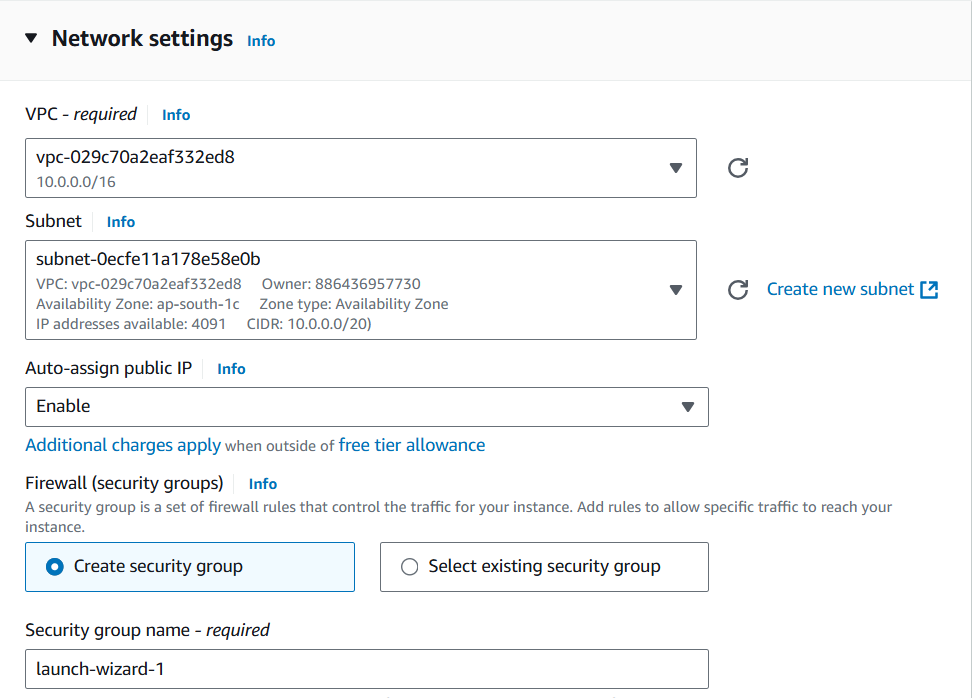 Network settings Info
VPC - required Info
vpc-029c70a2eaf332ed8
10.0.0.0/16
Subnet Info
subnet-0ecfe11a178e58e0b
VPC: vpc-029c70a2eaf332ed8 Owner: 886436957730
Availability Zone: ap-south-1c Zone type: Availability Zone
IP addresses available: 4091 CIDR: 10.0.0.0/20)
Create new subnet
Auto-assign public IP Info
Enable
Additional charges apply when outside of free tier allowance
Firewall (security groups) Info
A security group is a set of firewall rules that control the traffic for your instance. Add rules to allow specific traffic to reach your
instance.
Create security group Select existing security group
Security group name - required
launch-wizard-1